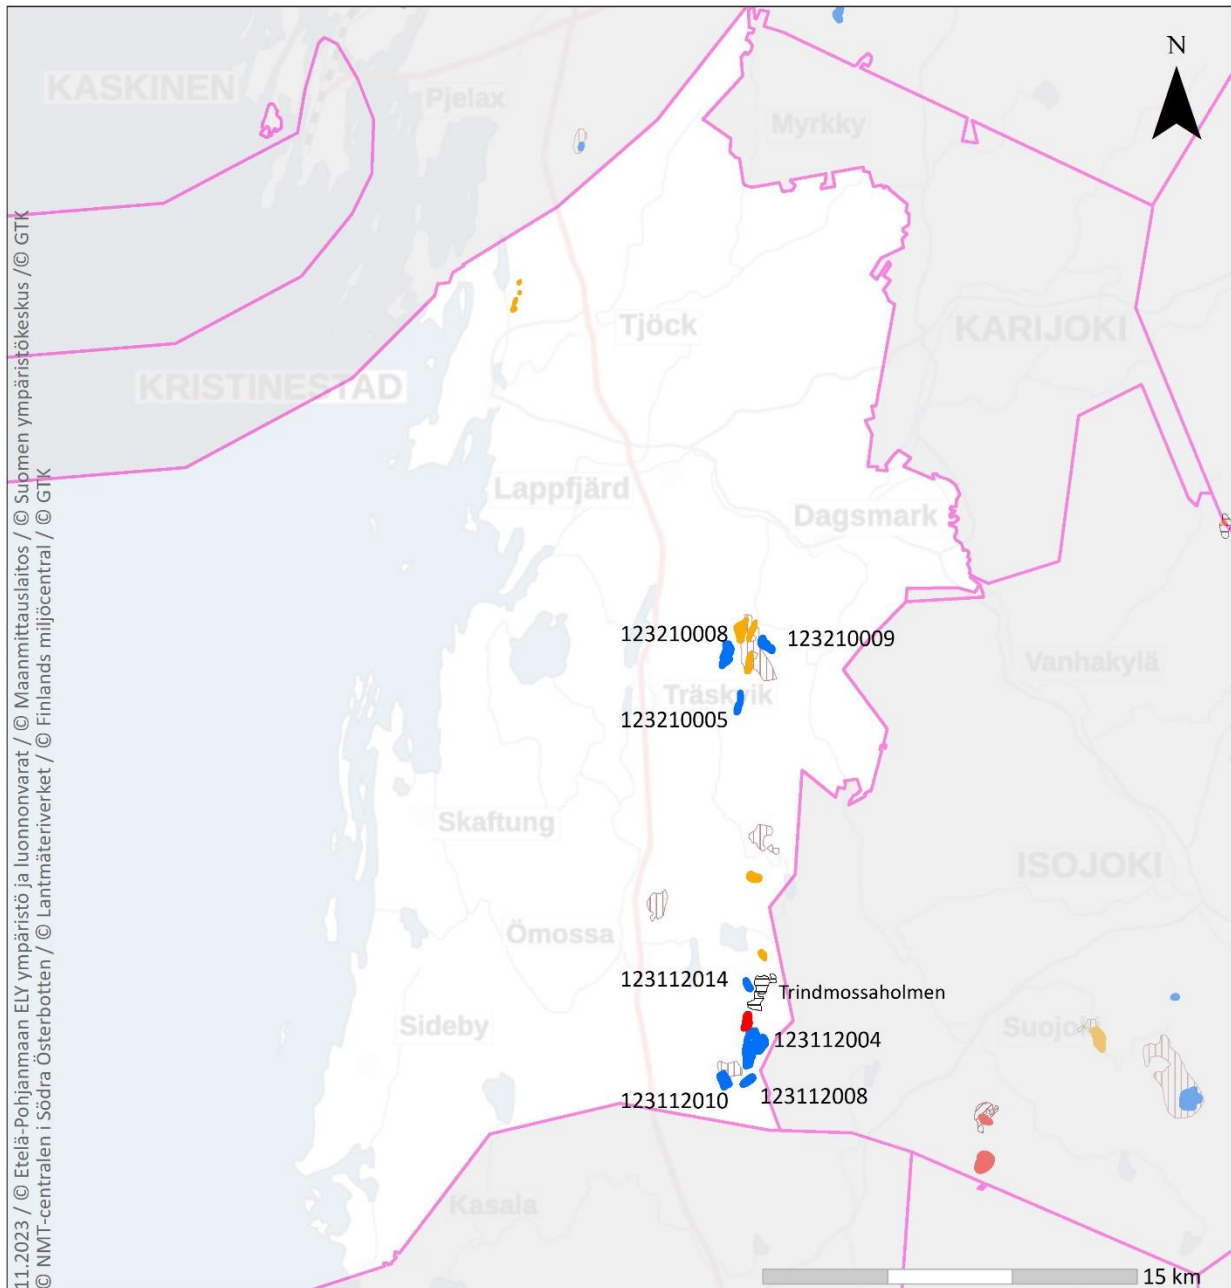 N
KASKINEN
Pjelax
Myrkky
Tjöck
KARIJOKI
KRISTINESTAD
Lappfjärd
Dagsmark
123210008
123210009
Vanhakylä
Träskvik
123210005
Skaftung
ISOJOKI
Ömossa
123112014
Trindmossaholmen
Sideby
Suojo
123112004
123112010
123112008
Kasala
15 km
11.2023 / © Etelä-Pohjanmaan ELY ympäristö ja luonnonvarat / © Maanmittauslaitos / © Suomen ympäristökeskus /© GTK
© NMT-centralen i Södra Österbotten / © Lantmäteriverket / © Finlands miljöcentral / © GTK